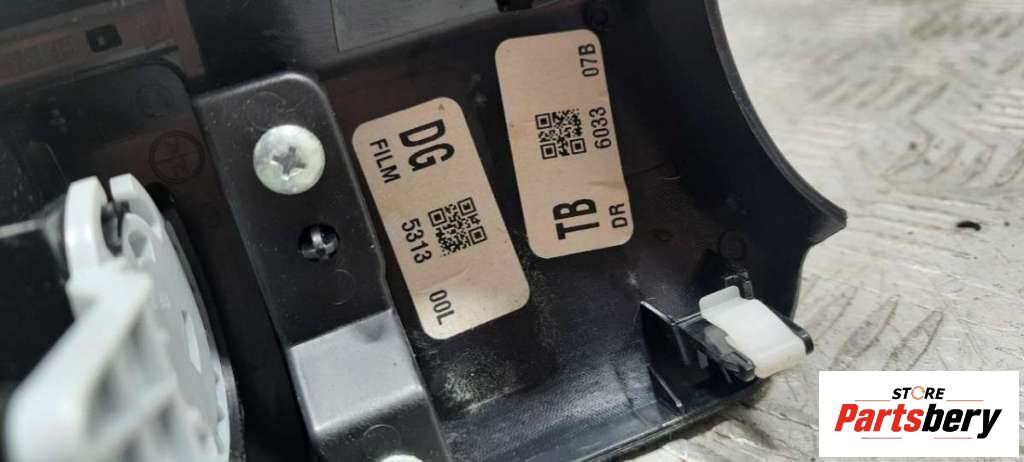 DG
FILM
5313
00L
TB
DR
6033
07B
STORE
Partsbery